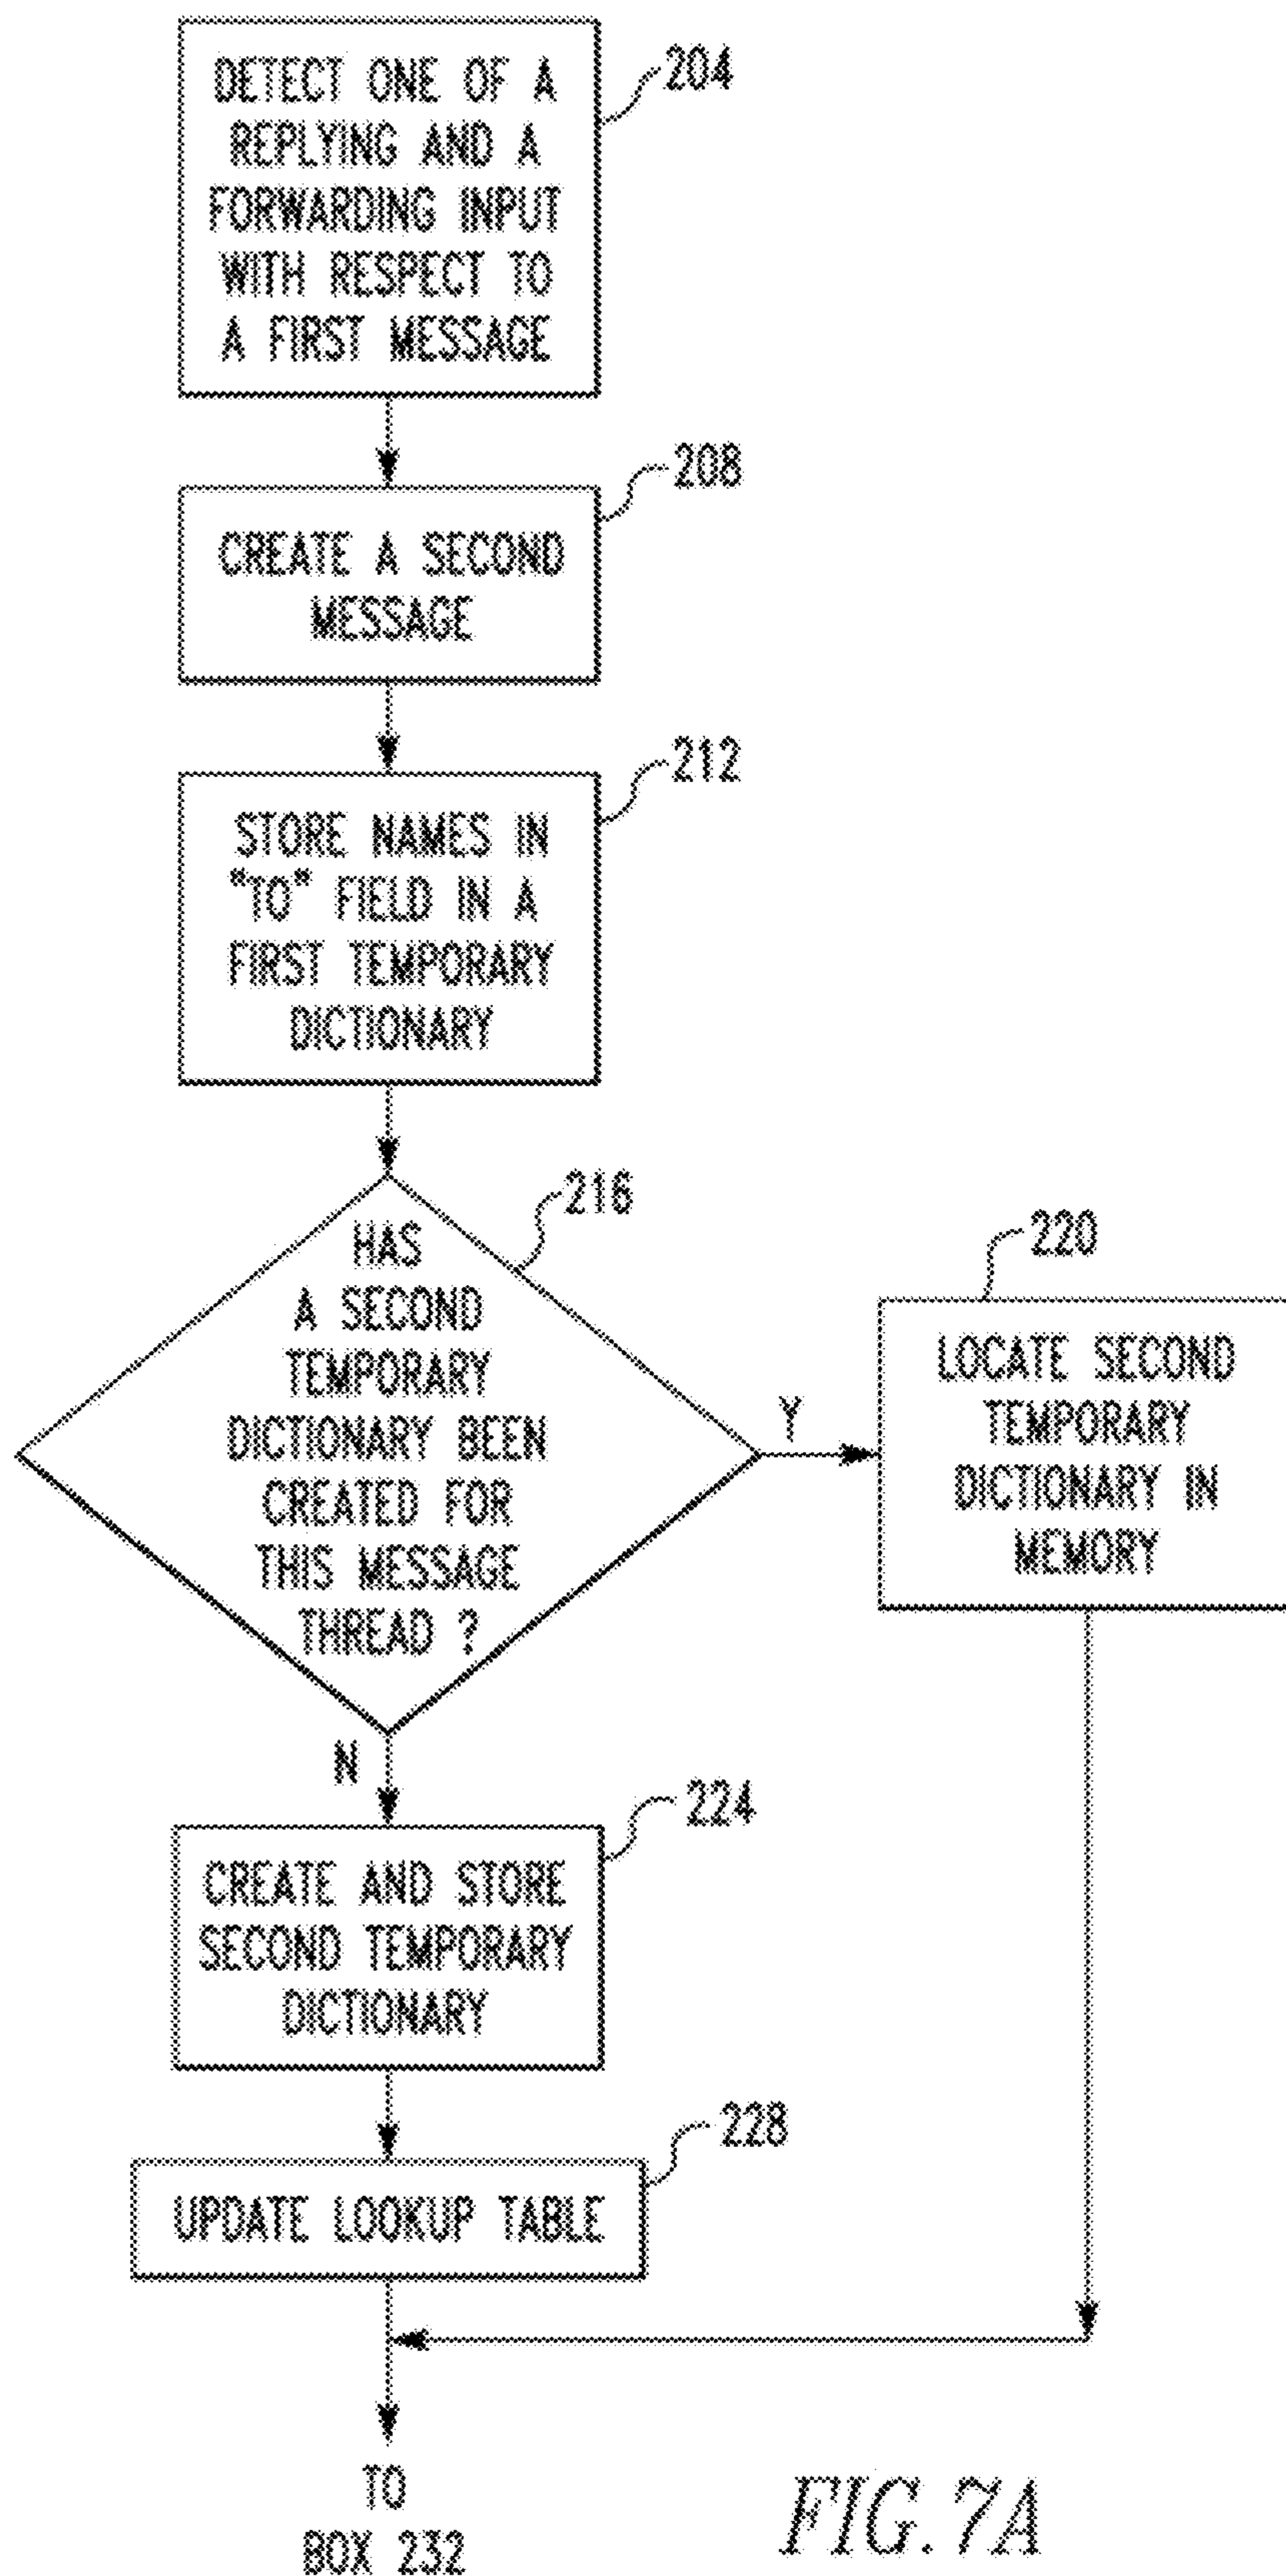 DETECT ONE OF A
REPLYING AND A
FORWARDING INPUT
WITH RESPECT TO
A FIRST MESSAGE
204
CREATE A SECOND
MESSAGE
208
STORE NAMES IN
"TO" FIELD IN A
FIRST TEMPORARY
DICTIONARY
212
HAS
A SECOND
TEMPORARY
DICTIONARY BEEN
CREATED FOR
THIS MESSAGE
THREAD ?
216
Y
220
LOCATE SECOND
TEMPORARY
DICTIONARY IN
MEMORY
N
CREATE AND STORE
SECOND TEMPORARY
DICTIONARY
224
UPDATE LOOKUP TABLE
228
TO
BOX 232
FIG. 7A